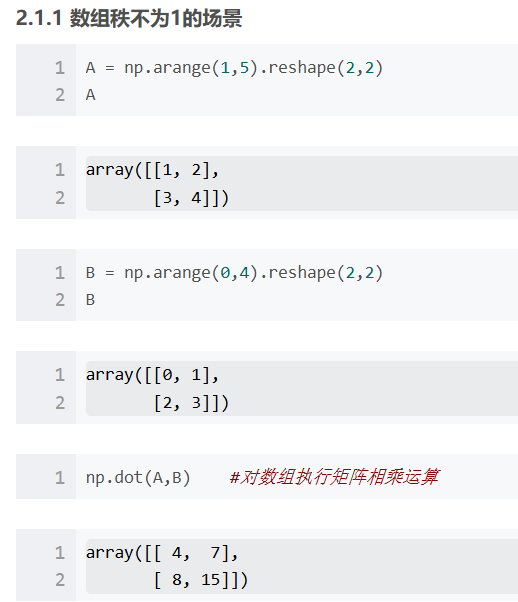 2.1.1 数组秩不为1的场景
1 A = np.arange(1,5).reshape(2,2)
2 A
1 array([[1, 2],
2        [3, 4]])
1 B = np.arange(0,4).reshape(2,2)
2 B
1 array([[0, 1],
2        [2, 3]])
1 np.dot(A,B)    #对数组执行矩阵相乘运算
1 array([[ 4,  7],
2        [ 8, 15]])